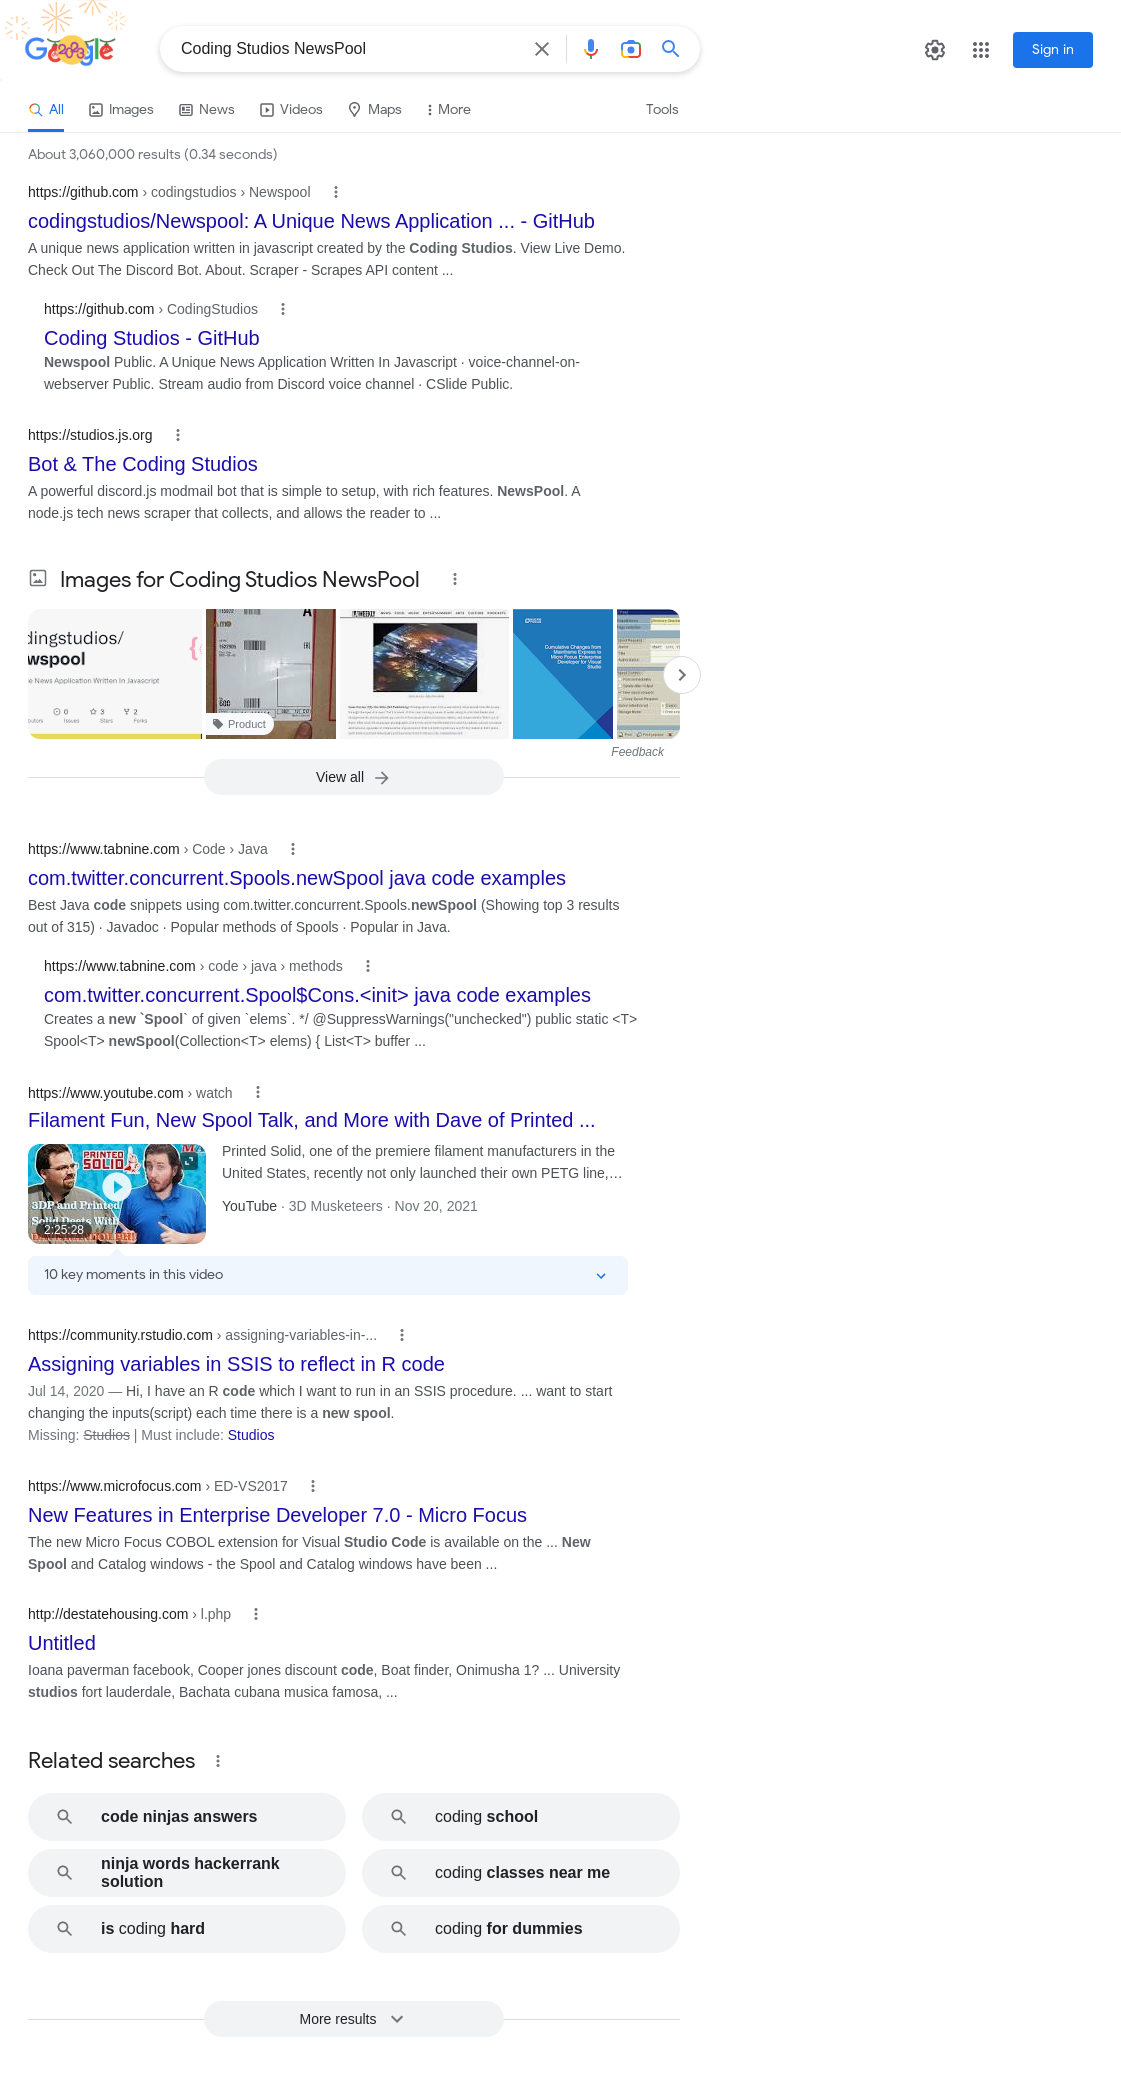 Google
2023
Coding Studios NewsPool
Sign in
All
Images
News
Videos
Maps
More
Tools
About 3,060,000 results (0.34 seconds)
https://github.com › codingstudios › Newspool
codingstudios/Newspool: A Unique News Application ... - GitHub
A unique news application written in javascript created by the Coding Studios. View Live Demo.
Check Out The Discord Bot. About. Scraper - Scrapes API content ...
https://github.com › CodingStudios
Coding Studios - GitHub
Newspool Public. A Unique News Application Written In Javascript · voice-channel-on-
webserver Public. Stream audio from Discord voice channel · CSlide Public.
https://studios.js.org
Bot & The Coding Studios
A powerful discord.js modmail bot that is simple to setup, with rich features. NewsPool. A
node.js tech news scraper that collects, and allows the reader to ...
Images for Coding Studios NewsPool
dingstudios/
wspool
e News Application Written In Javascript
0
3
2
Issues
Stars
Forks
Product
Cumulative Changes from
Mainframe Express to
Micro Focus Enterprise
Developer for Visual
Studio
Feedback
View all
https://www.tabnine.com › Code › Java
com.twitter.concurrent.Spools.newSpool java code examples
Best Java code snippets using com.twitter.concurrent.Spools.newSpool (Showing top 3 results
out of 315) · Javadoc · Popular methods of Spools · Popular in Java.
https://www.tabnine.com › code › java › methods
com.twitter.concurrent.Spool$Cons.<init> java code examples
Creates a new `Spool` of given `elems`. */ @SuppressWarnings("unchecked") public static <T>
Spool<T> newSpool(Collection<T> elems) { List<T> buffer ...
https://www.youtube.com › watch
Filament Fun, New Spool Talk, and More with Dave of Printed ...
PRINTED
SOLID
3DP and Printed
Solid Deets With
2:25:28
Printed Solid, one of the premiere filament manufacturers in the
United States, recently not only launched their own PETG line,…
YouTube · 3D Musketeers · Nov 20, 2021
10 key moments in this video
https://community.rstudio.com › assigning-variables-in-...
Assigning variables in SSIS to reflect in R code
Jul 14, 2020 — Hi, I have an R code which I want to run in an SSIS procedure. ... want to start
changing the inputs(script) each time there is a new spool.
Missing: Studios | Must include: Studios
https://www.microfocus.com › ED-VS2017
New Features in Enterprise Developer 7.0 - Micro Focus
The new Micro Focus COBOL extension for Visual Studio Code is available on the ... New
Spool and Catalog windows - the Spool and Catalog windows have been ...
http://destatehousing.com › l.php
Untitled
Ioana paverman facebook, Cooper jones discount code, Boat finder, Onimusha 1? ... University
studios fort lauderdale, Bachata cubana musica famosa, ...
Related searches
code ninjas answers
coding school
ninja words hackerrank
solution
coding classes near me
is coding hard
coding for dummies
More results